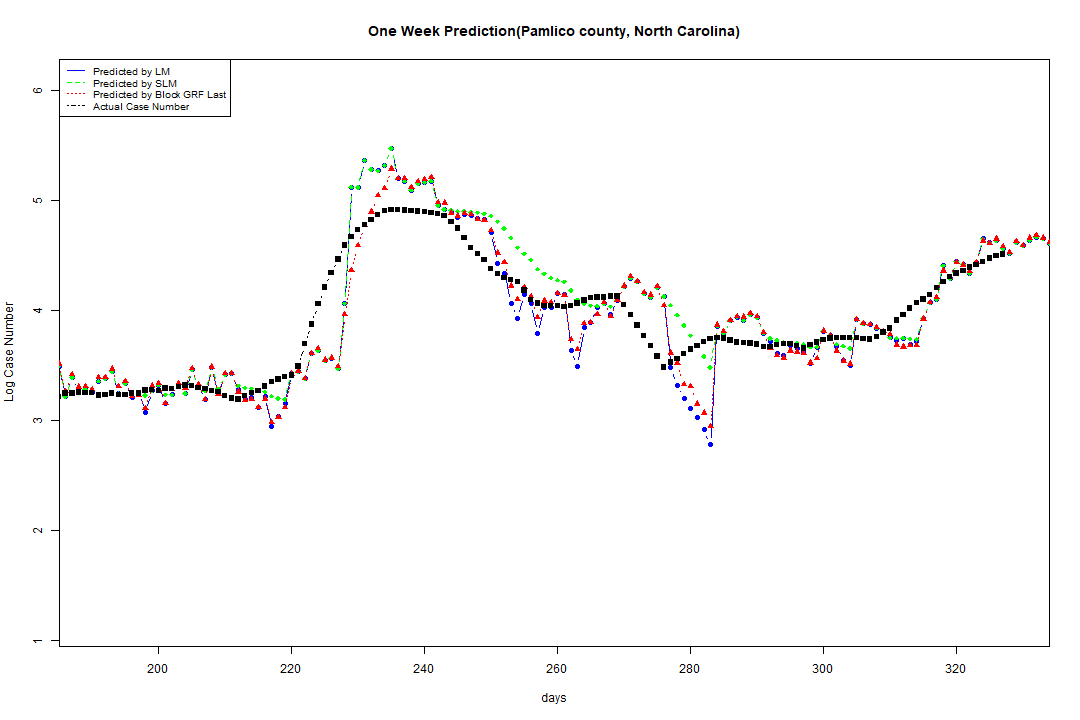 One Week Prediction(Pamlico county, North Carolina)
Predicted by LM
Predicted by SLM
Predicted by Block GRF Last
Actual Case Number
Log Case Number
6
5
4
3
2
1
200 220 240 260 280 300 320
days